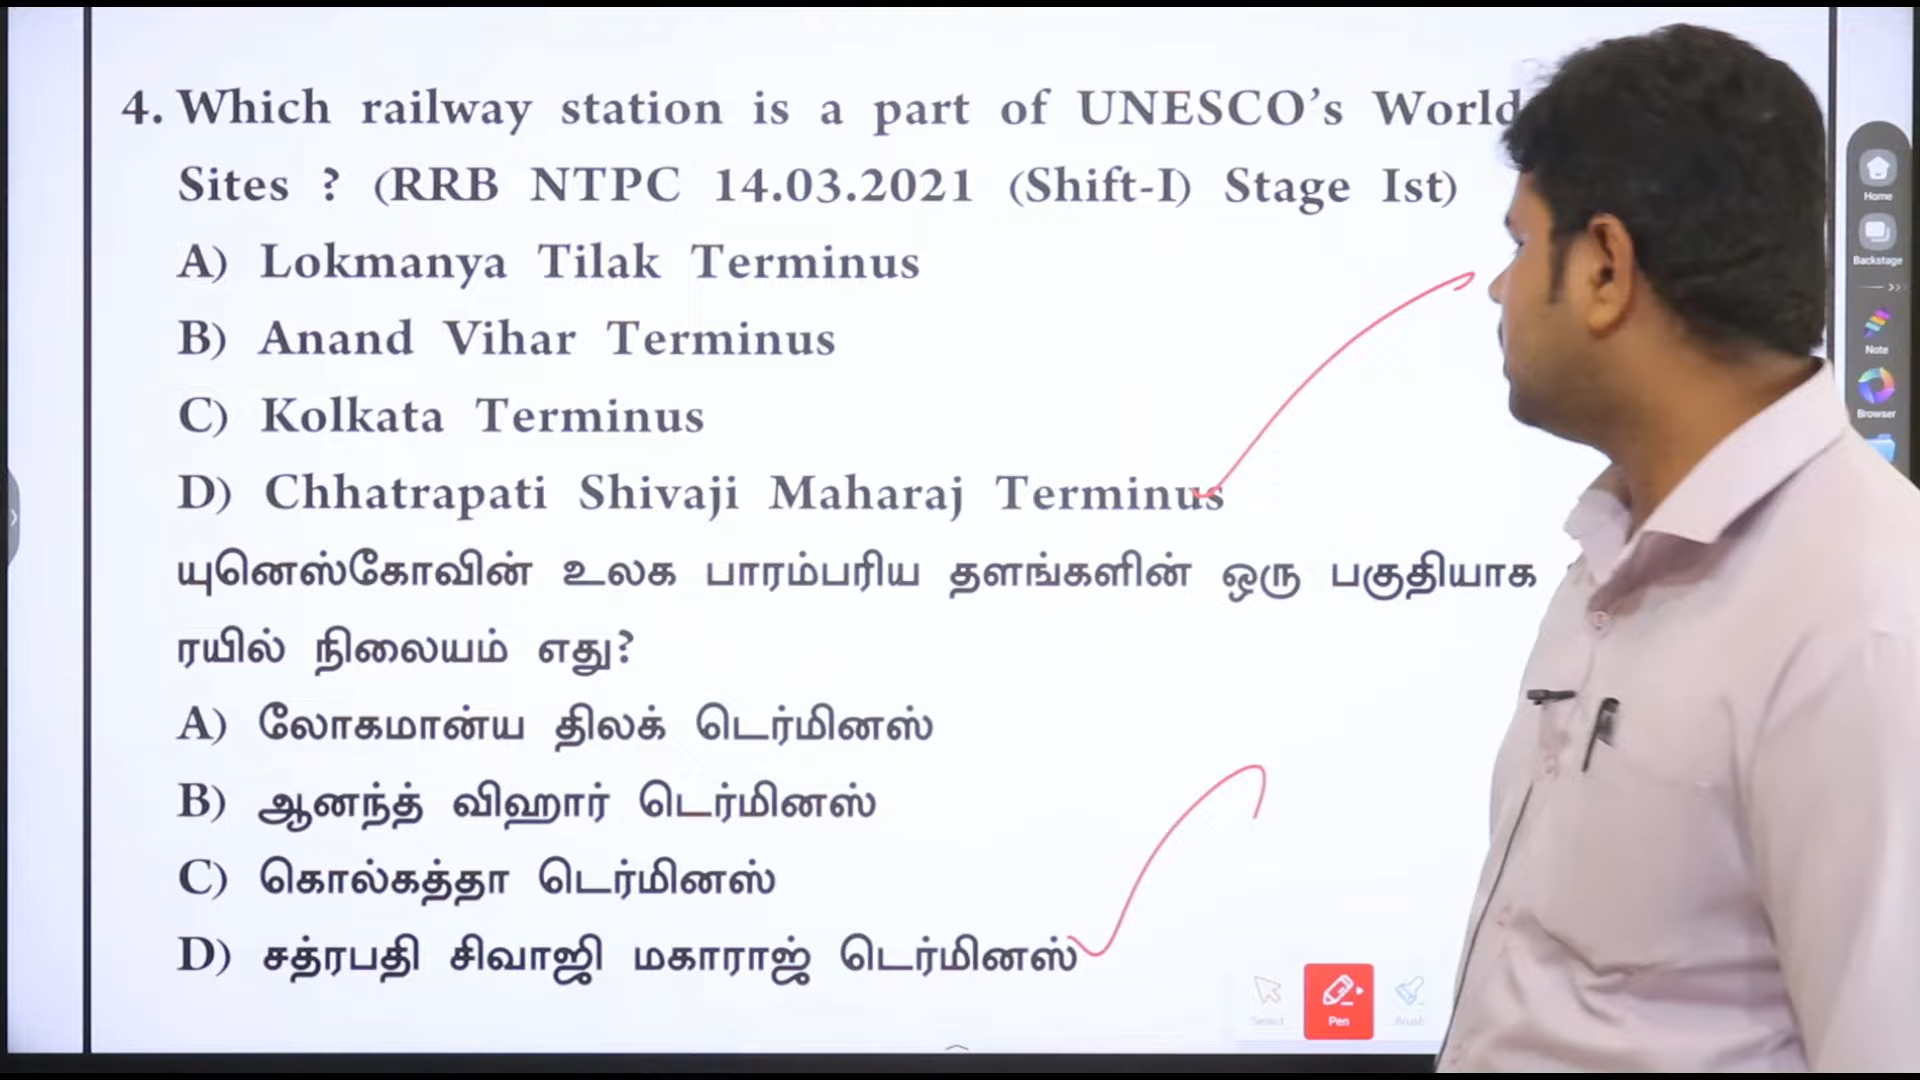 4. Which railway station is a part of UNESCO's World
Sites ? (RRB NTPC 14.03.2021 (Shift-I) Stage Ist)
A) Lokmanya Tilak Terminus
B) Anand Vihar Terminus
C) Kolkata Terminus
D) Chhatrapati Shivaji Maharaj Terminus
யுனெஸ்கோவின் உலக பாரம்பரிய தளங்களின் ஒரு பகுதியாக
ரயில் நிலையம் எது?
A) லோகமான்ய திலக் டெர்மினஸ்
B) ஆனந்த் விஹார் டெர்மினஸ்
C) கொல்கத்தா டெர்மினஸ்
D) சத்ரபதி சிவாஜி மகாராஜ் டெர்மினஸ்
Home
Backstage
Note
Browser
Select
Pen
Brush